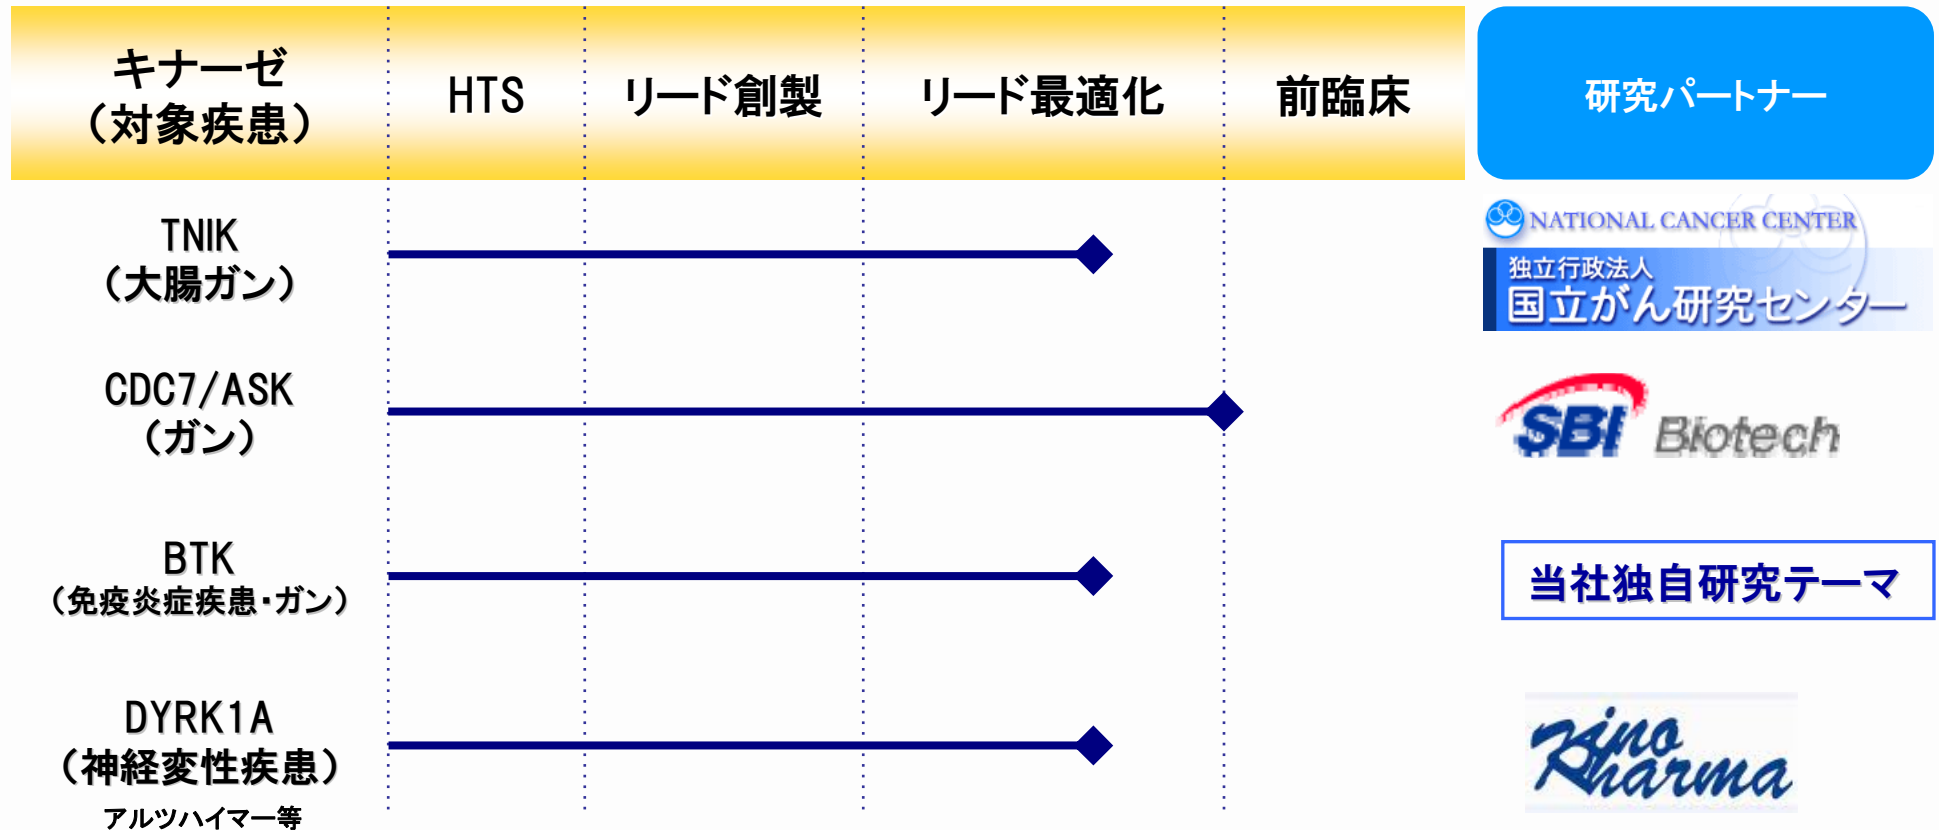 キナーゼ
（対象疾患）
HTS
リード創製
リード最適化
前臨床
研究パートナー
TNIK
（大腸ガン）
NATIONAL CANCER CENTER
独立行政法人
国立がん研究センター
CDC7/ASK
（ガン）
SBI Biotech
BTK
（免疫炎症疾患・ガン）
当社独自研究テーマ
DYRK1A
（神経変性疾患）
アルツハイマー等
Kino
Pharma